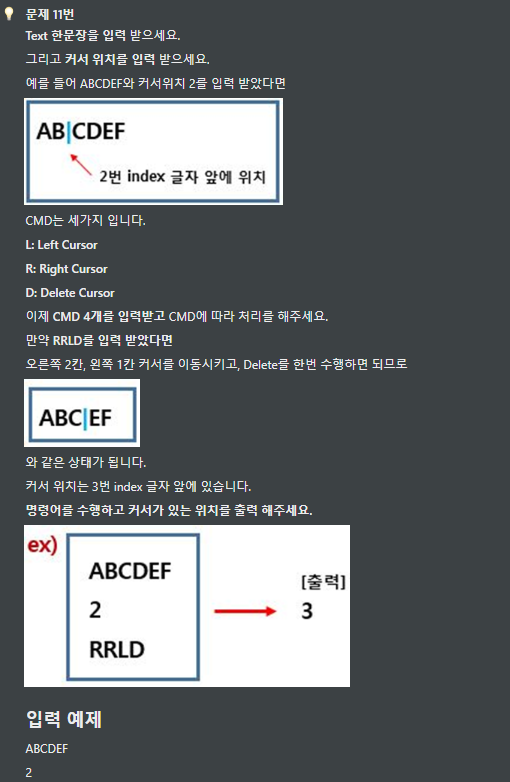 문제 11번
Text 한문장을 입력 받으세요.
그리고 커서 위치를 입력 받으세요.
예를 들어 ABCDEF와 커서위치 2를 입력 받았다면
AB|CDEF
2번 index 글자 앞에 위치
CMD는 세가지 입니다.
L: Left Cursor
R: Right Cursor
D: Delete Cursor
이제 CMD 4개를 입력받고 CMD에 따라 처리를 해주세요.
만약 RRLD를 입력 받았다면
오른쪽 2칸, 왼쪽 1칸 커서를 이동시키고, Delete를 한번 수행하면 되므로
ABC|EF
와 같은 상태가 됩니다.
커서 위치는 3번 index 글자 앞에 있습니다.
명령어를 수행하고 커서가 있는 위치를 출력 해주세요.
ex)
ABCDEF
2
RRLD
[출력]
3
입력 예제
ABCDEF
2